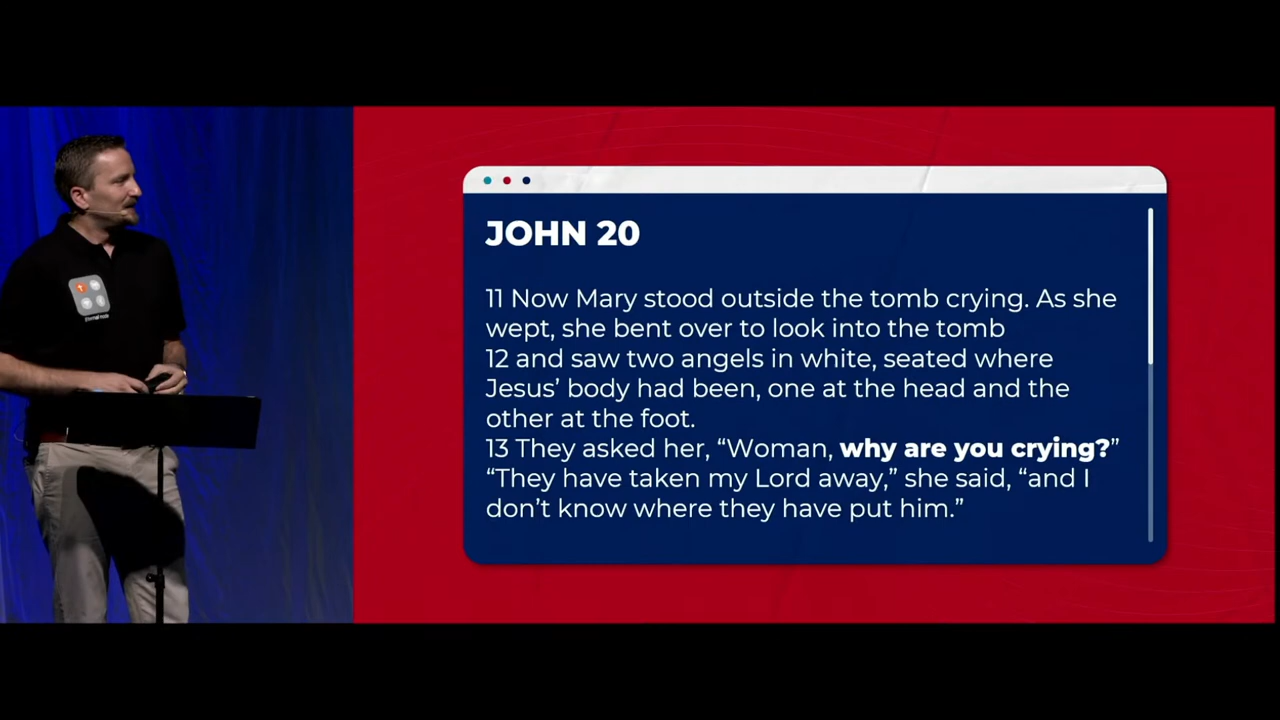 JOHN 20
11 Now Mary stood outside the tomb crying. As she
wept, she bent over to look into the tomb
12 and saw two angels in white, seated where
Jesus’ body had been, one at the head and the
other at the foot.
13 They asked her, “Woman, why are you crying?”
“They have taken my Lord away,” she said, “and I
don’t know where they have put him.”